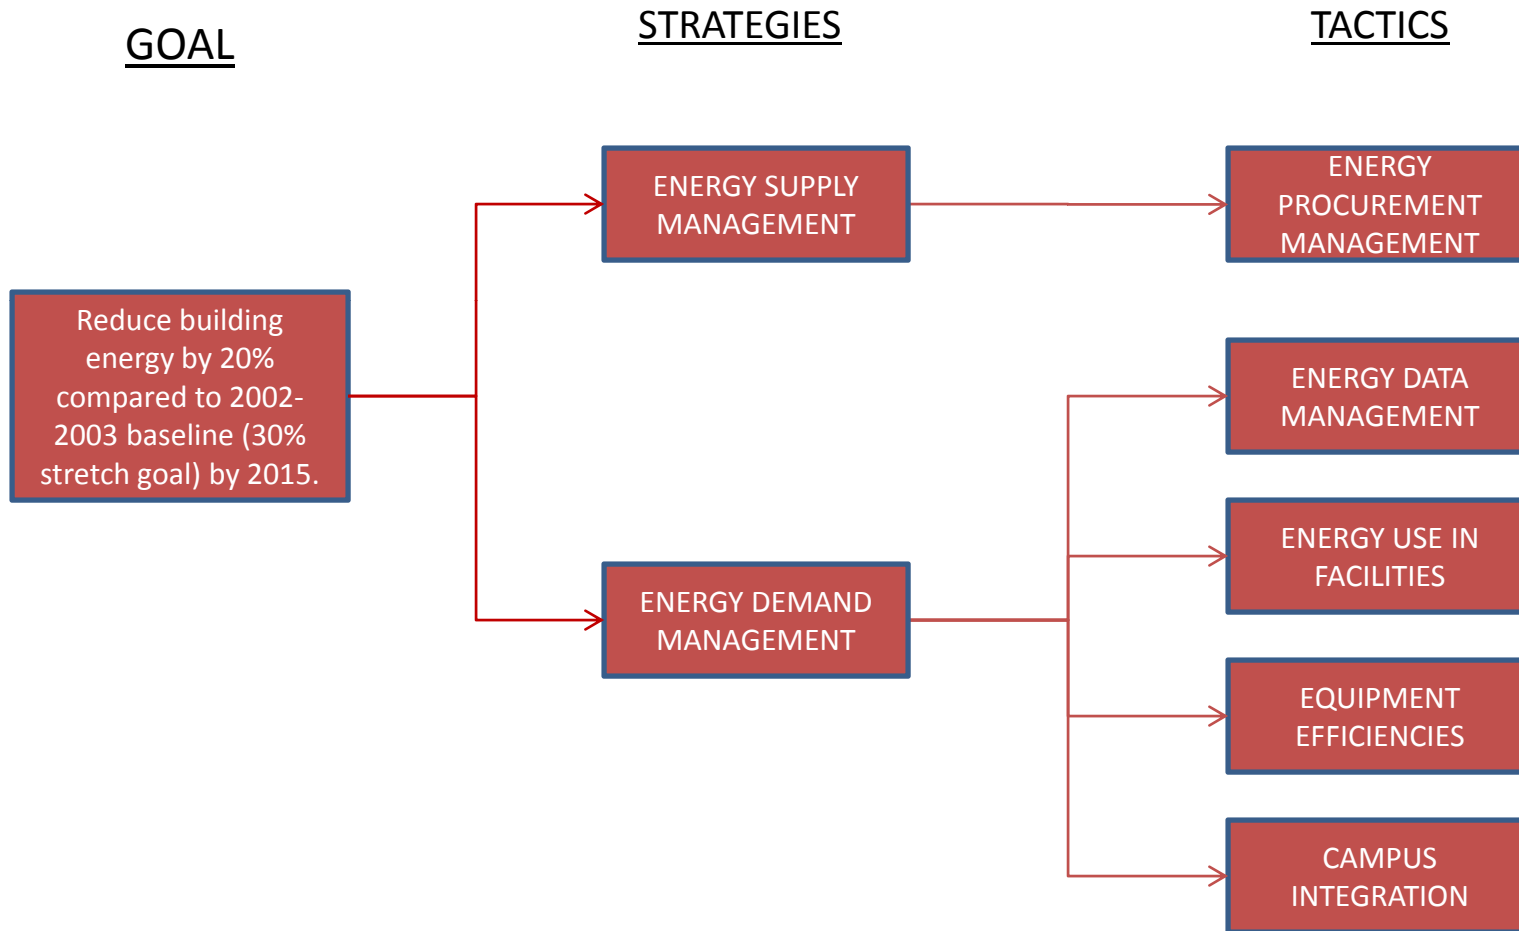 GOAL
STRATEGIES
TACTICS
Reduce building
energy by 20%
compared to 2002-
2003 baseline (30%
stretch goal) by 2015.
ENERGY SUPPLY
MANAGEMENT
ENERGY DEMAND
MANAGEMENT
ENERGY
PROCUREMENT
MANAGEMENT
ENERGY DATA
MANAGEMENT
ENERGY USE IN
FACILITIES
EQUIPMENT
EFFICIENCIES
CAMPUS
INTEGRATION